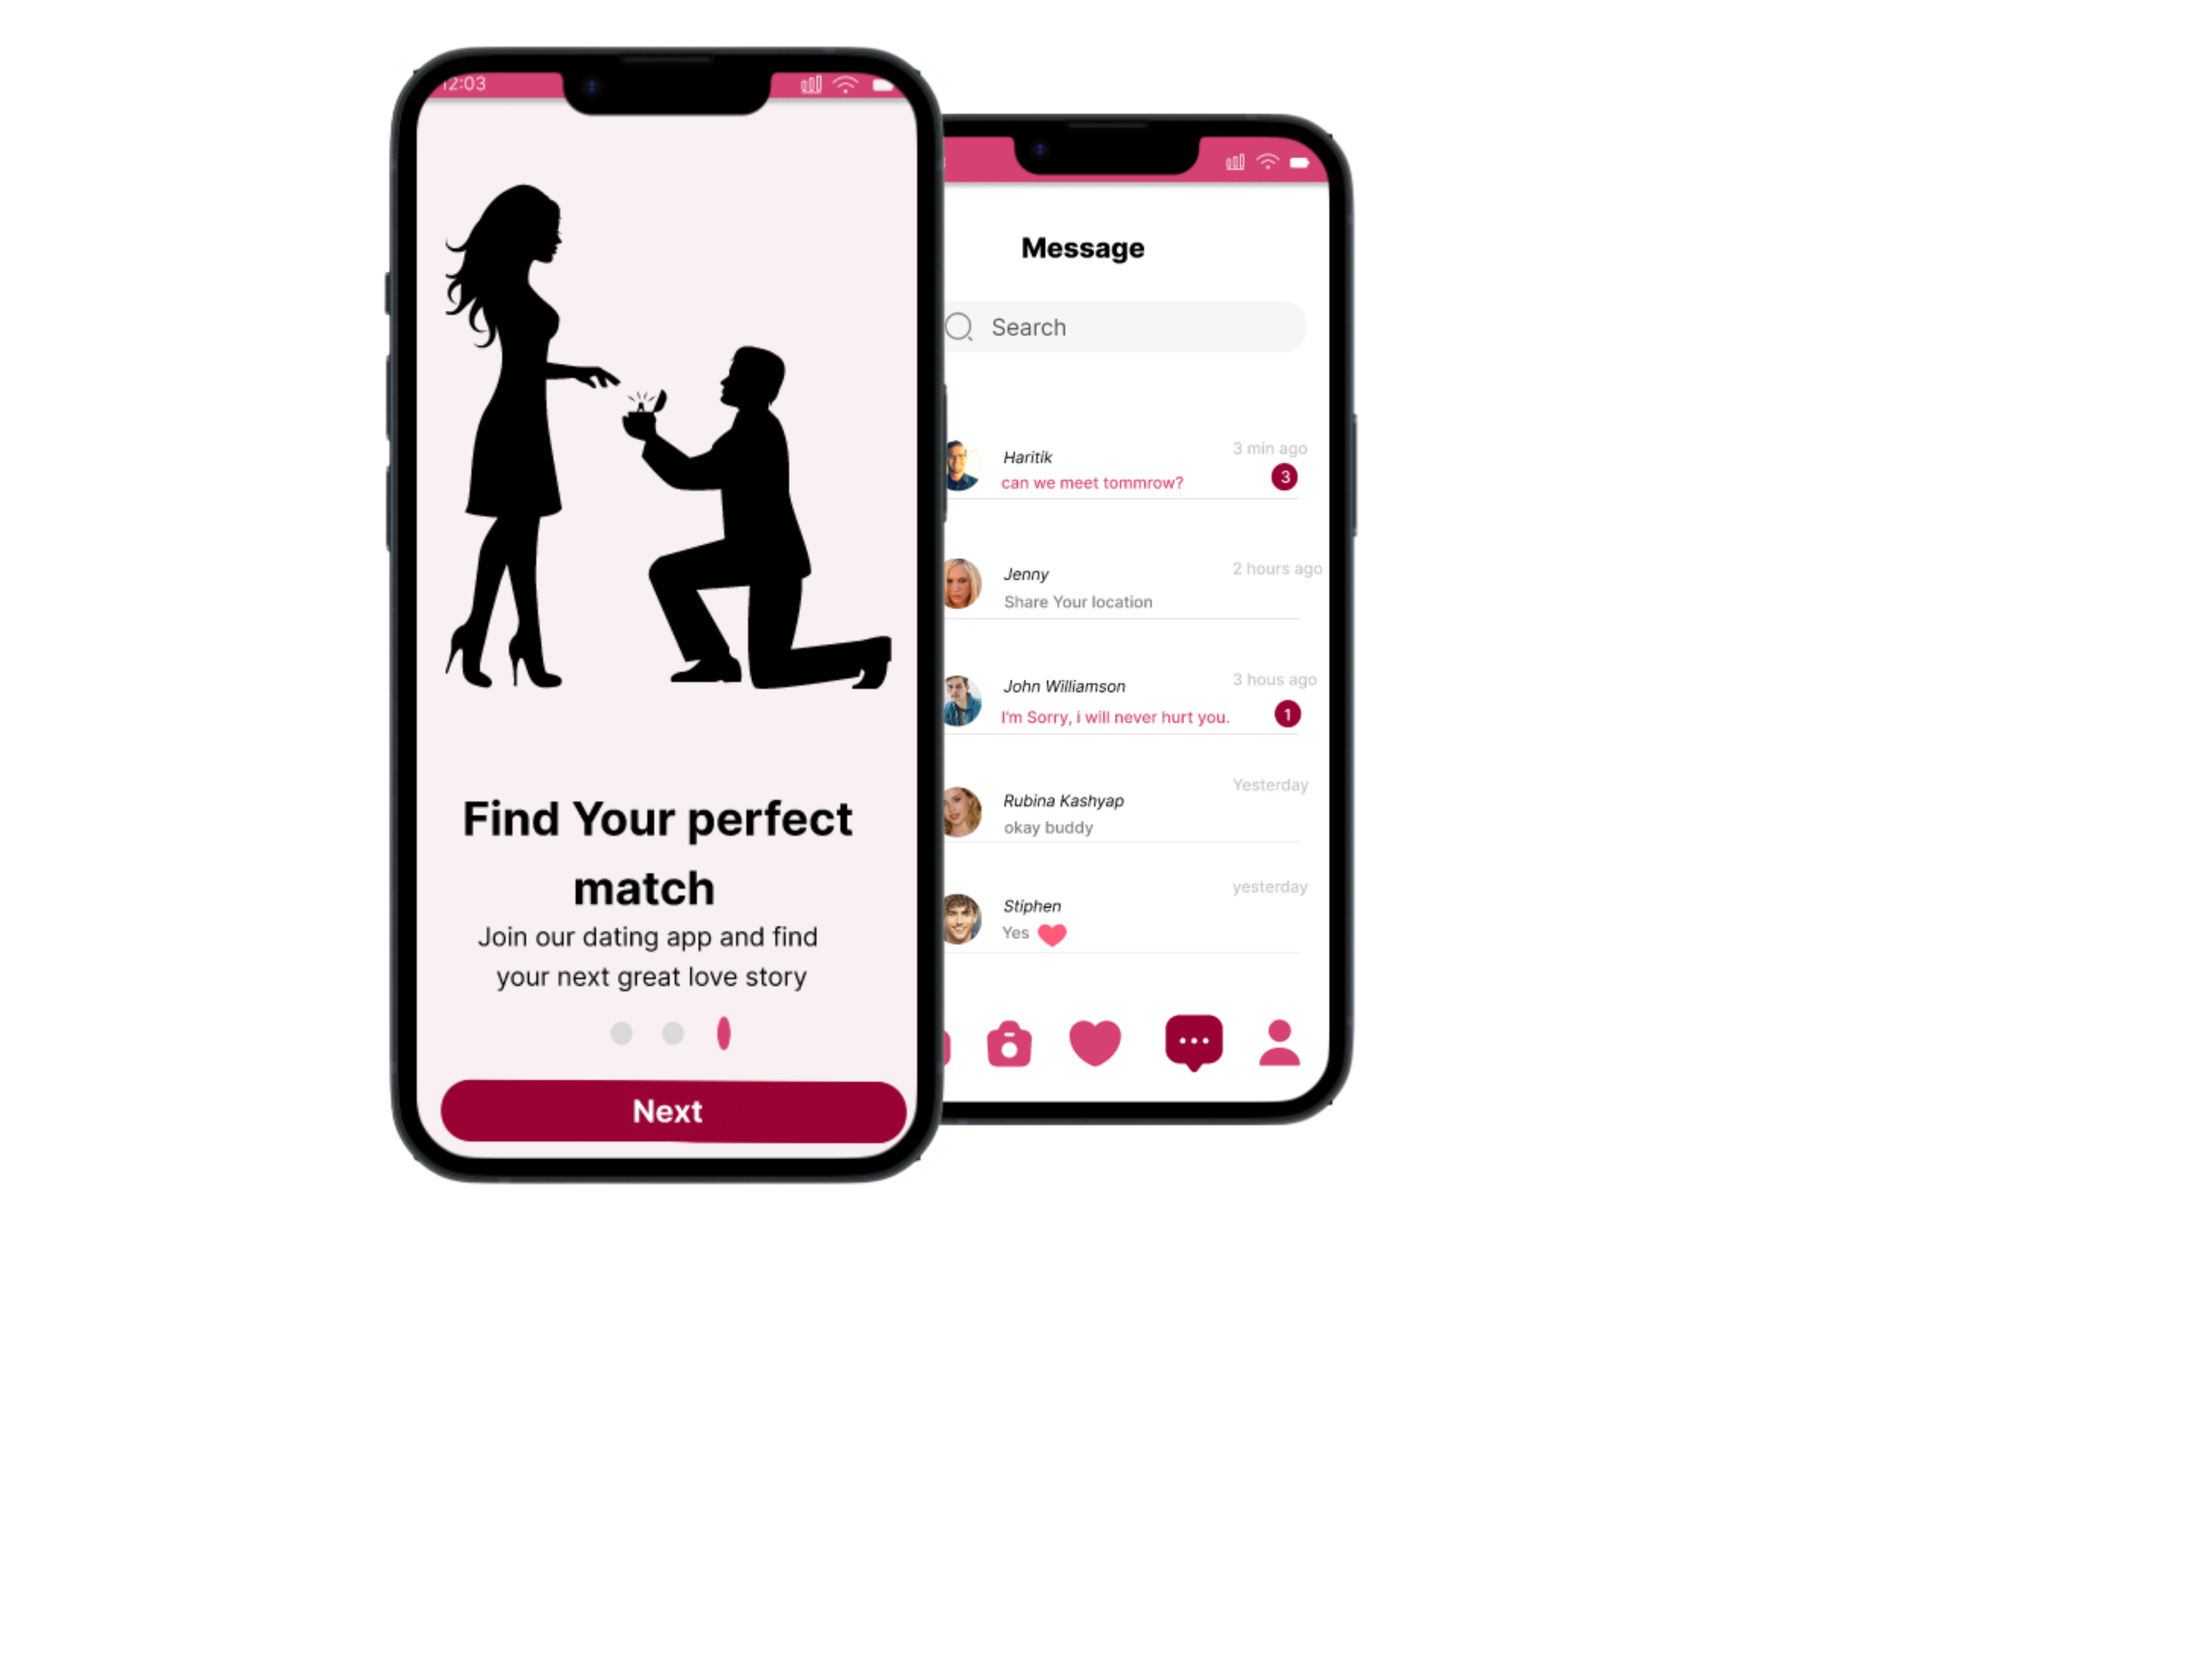 12:03
Find Your perfect
match
Join our dating app and find
your next great love story
Next
Message
Search
Haritik
3 min ago
can we meet tommrow?
3
Jenny
2 hours ago
Share Your location
John Williamson
3 hous ago
I'm Sorry, i will never hurt you.
1
Rubina Kashyap
Yesterday
okay buddy
Stiphen
yesterday
Yes